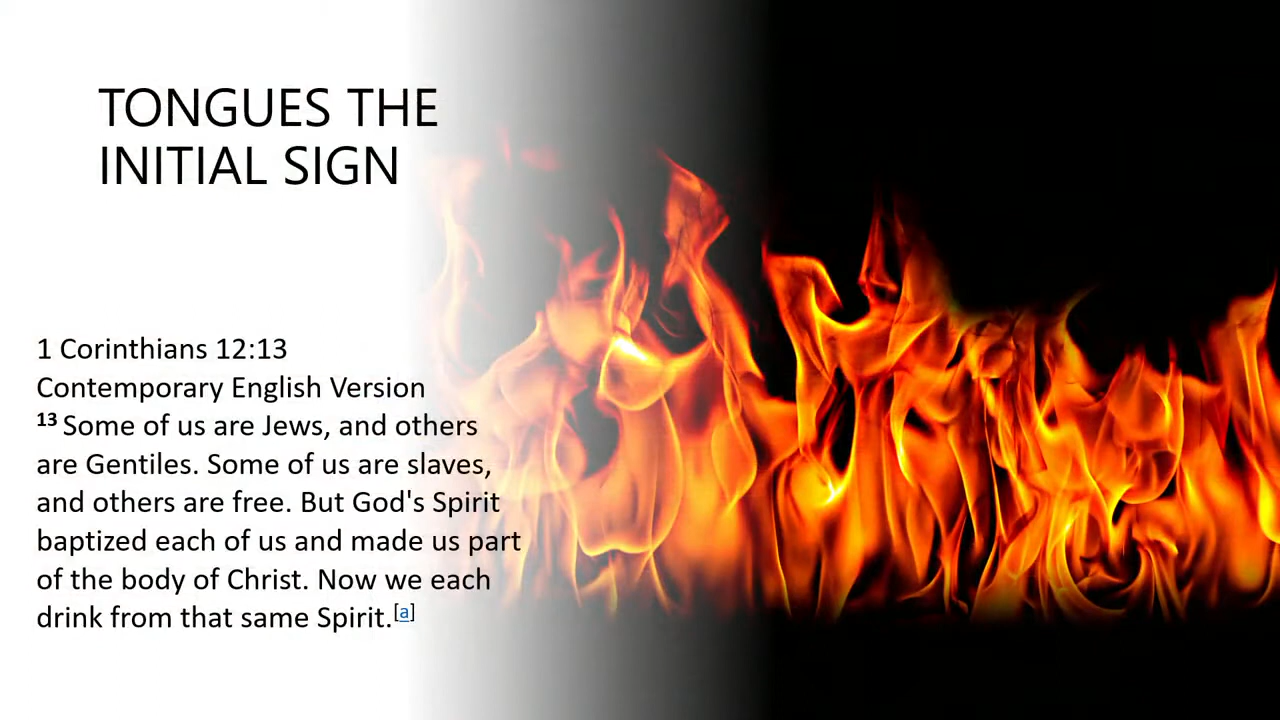 TONGUES THE
INITIAL SIGN
1 Corinthians 12:13
Contemporary English Version
13 Some of us are Jews, and others
are Gentiles. Some of us are slaves,
and others are free. But God's Spirit
baptized each of us and made us part
of the body of Christ. Now we each
drink from that same Spirit.[a]